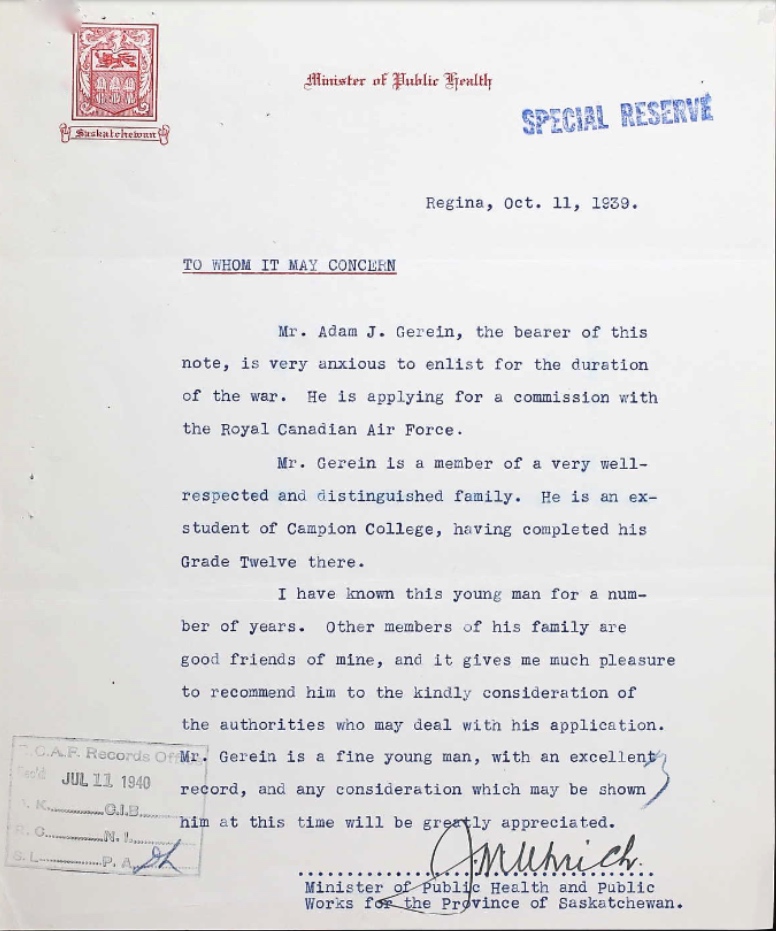 Saskatchewan
Minister of Public Health
SPECIAL RESERVE
Regina, Oct. 11, 1939.
TO WHOM IT MAY CONCERN
Mr. Adam J. Gerein, the bearer of this
note, is very anxious to enlist for the duration
of the war. He is applying for a commission with
the Royal Canadian Air Force.
Mr. Gerein is a member of a very well-
respected and distinguished family. He is an ex-
student of Campion College, having completed his
Grade Twelve there.
I have known this young man for a num-
ber of years. Other members of his family are
good friends of mine, and it gives me much pleasure
to recommend him to the kindly consideration of
the authorities who may deal with his application.
Mr. Gerein is a fine young man, with an excellent
record, and any consideration which may be shown
him at this time will be greatly appreciated.
C.A.F. Records
Rec'd JUL 11 1940
K. C.I.B.
R.C. N.L.
S.L. P.A.
J.M Uhrich.
Minister of Public Health and Public
Works for the Province of Saskatchewan.